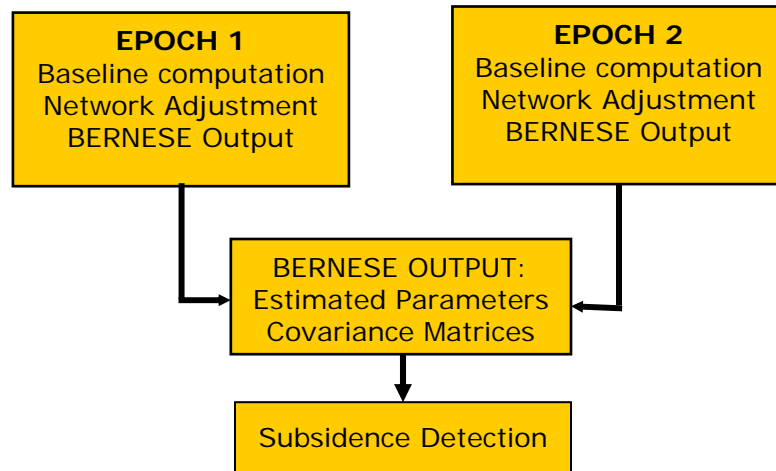 EPOCH 1
Baseline computation
Network Adjustment
BERNESE Output
EPOCH 2
Baseline computation
Network Adjustment
BERNESE Output
BERNESE OUTPUT:
Estimated Parameters
Covariance Matrices
Subsidence Detection